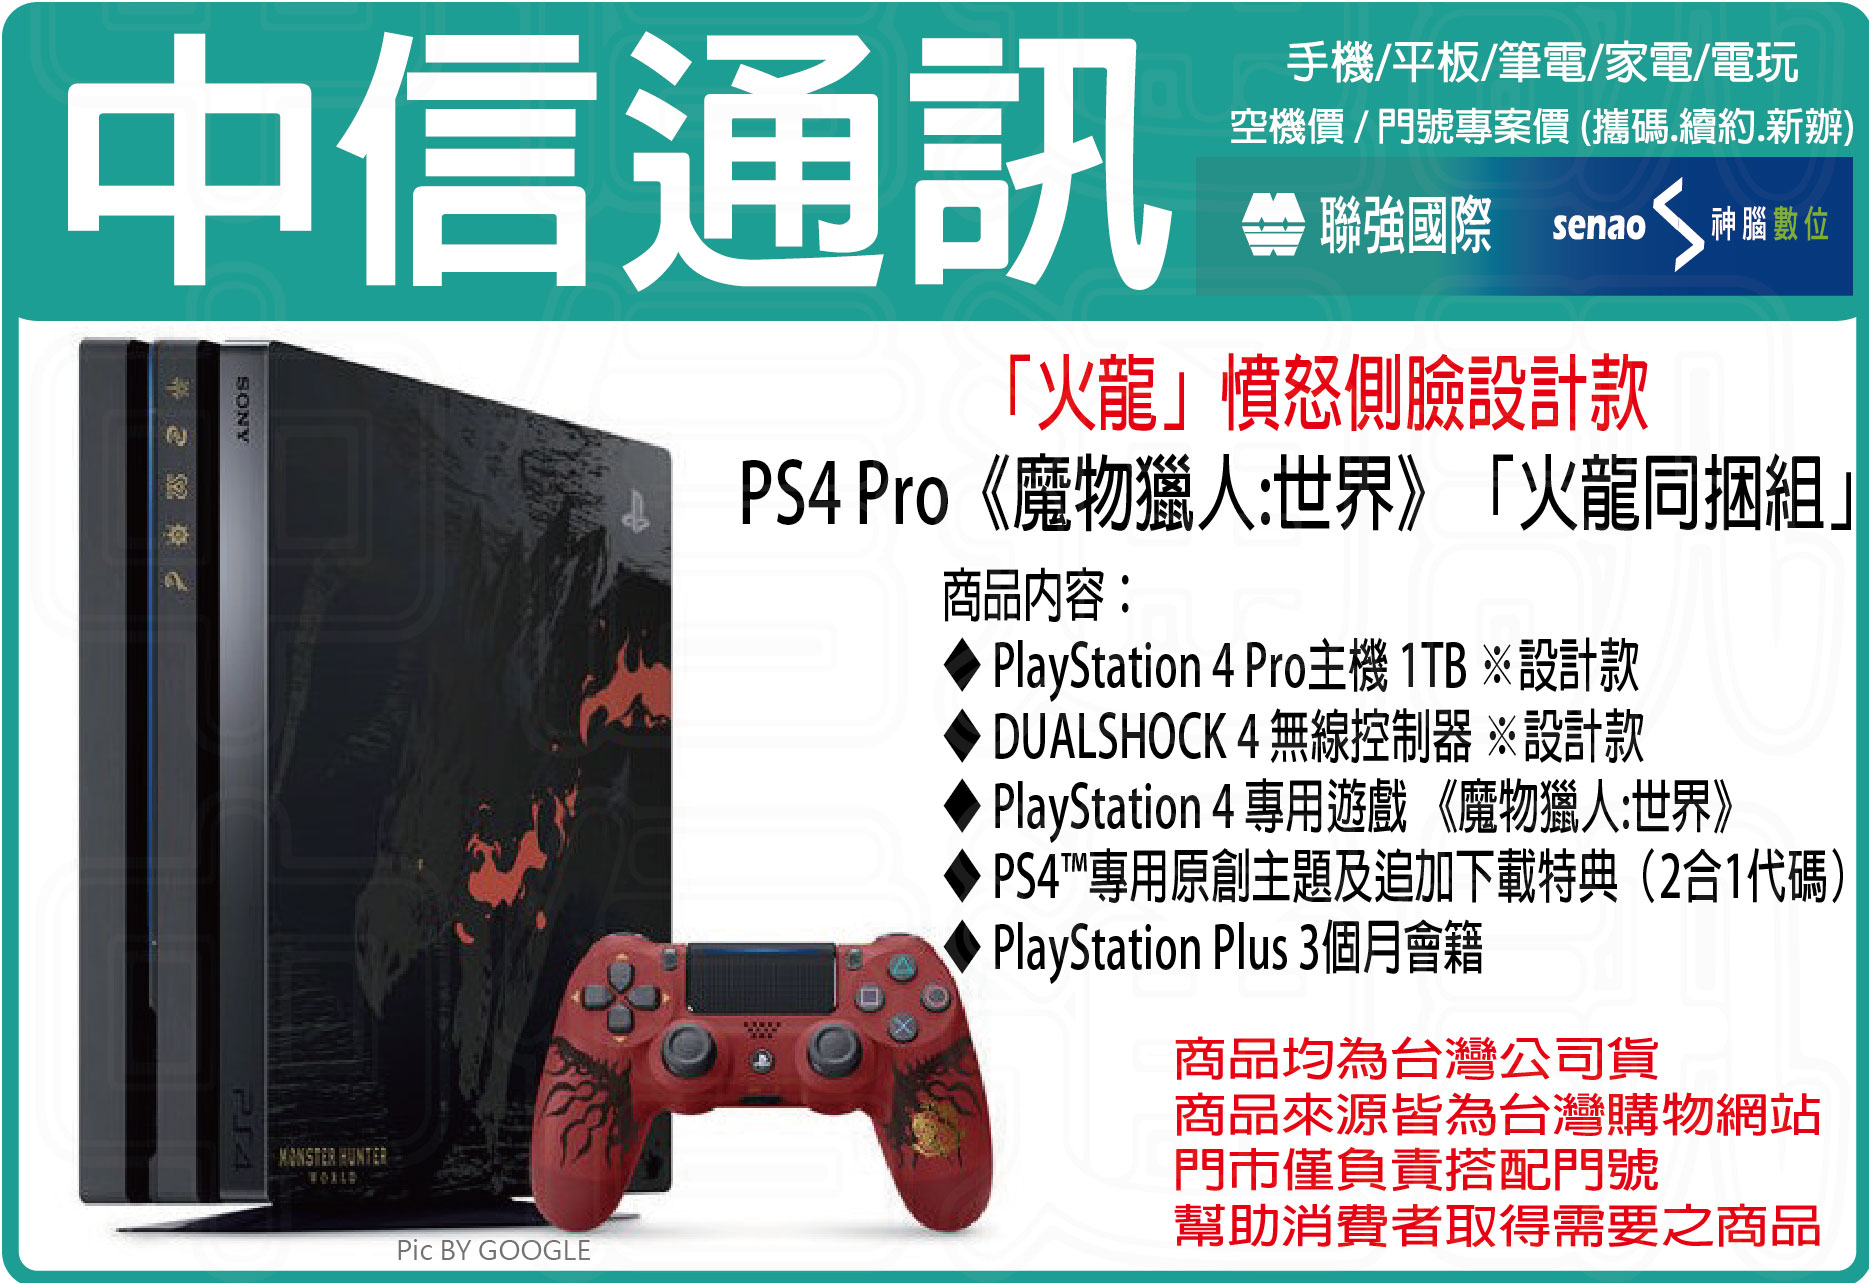 中信通訊
手機/平板/筆電/家電/電玩
空機價 / 門號專案價 (攜碼.續約.新辦)
聯強國際
senao 神腦數位
「火龍」憤怒側臉設計款
PS4 Pro《魔物獵人:世界》「火龍同捆組」
商品内容：
◆ PlayStation 4 Pro主機 1TB ※設計款
◆ DUALSHOCK 4 無線控制器 ※設計款
◆ PlayStation 4 專用遊戲 《魔物獵人:世界》
◆ PS4™專用原創主題及追加下載特典（2合1代碼）
◆ PlayStation Plus 3個月會籍
商品均為台灣公司貨
商品來源皆為台灣購物網站
門市僅負責搭配門號
幫助消費者取得需要之商品
SONY
PS4
MONSTER HUNTER
WORLD
Pic BY GOOGLE